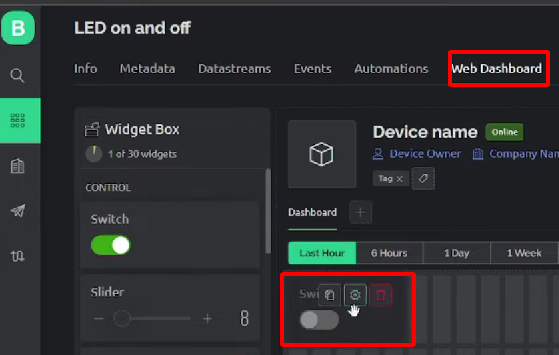 B
LED on and off
Info Metadata Datastreams Events Automations Web Dashboard
Widget Box
1 of 30 widgets
CONTROL
Switch
Slider
8
Device name Online
Device Owner Company Nam
Tag ×
Dashboard +
Last Hour 6 Hours 1 Day 1 Week
Swi